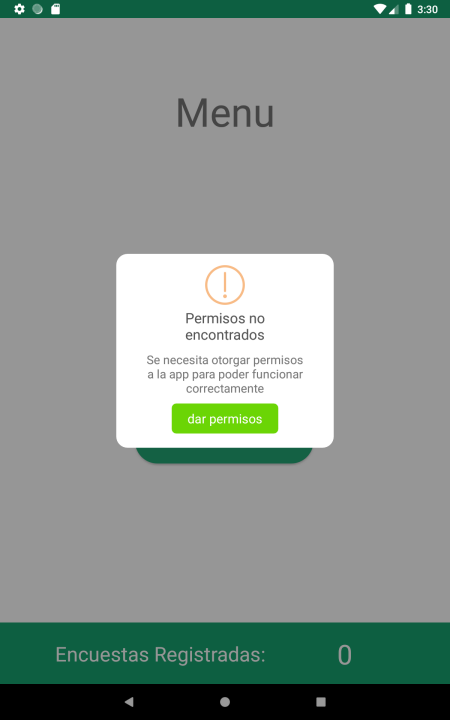 3:30
Menu
Permisos no
encontrados
Se necesita otorgar permisos
a la app para poder funcionar
correctamente
dar permisos
Encuestas Registradas: 0